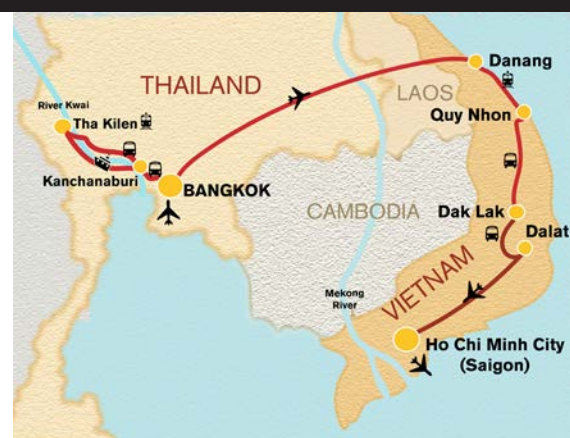 Danang
THAILAND
LAOS
River Kwai
Tha Kilen
Quy Nhon
Kanchanaburi
BANGKOK
CAMBODIA
Dak Lak
Dalat
VIETNAM
Mekong
River
Ho Chi Minh City
(Saigon)